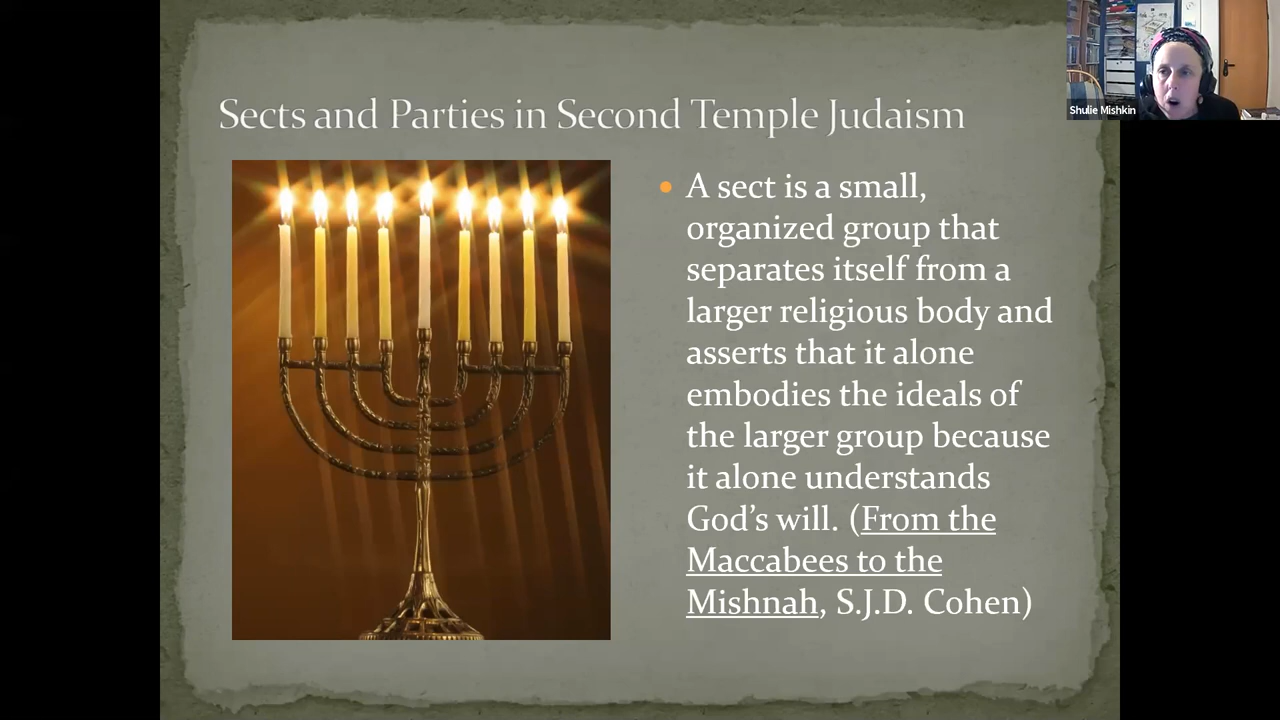 Sects and Parties in Second Temple Judaism
Shulie Mishkin
A sect is a small,
organized group that
separates itself from a
larger religious body and
asserts that it alone
embodies the ideals of
the larger group because
it alone understands
God’s will. (From the
Maccabees to the
Mishnah, S.J.D. Cohen)